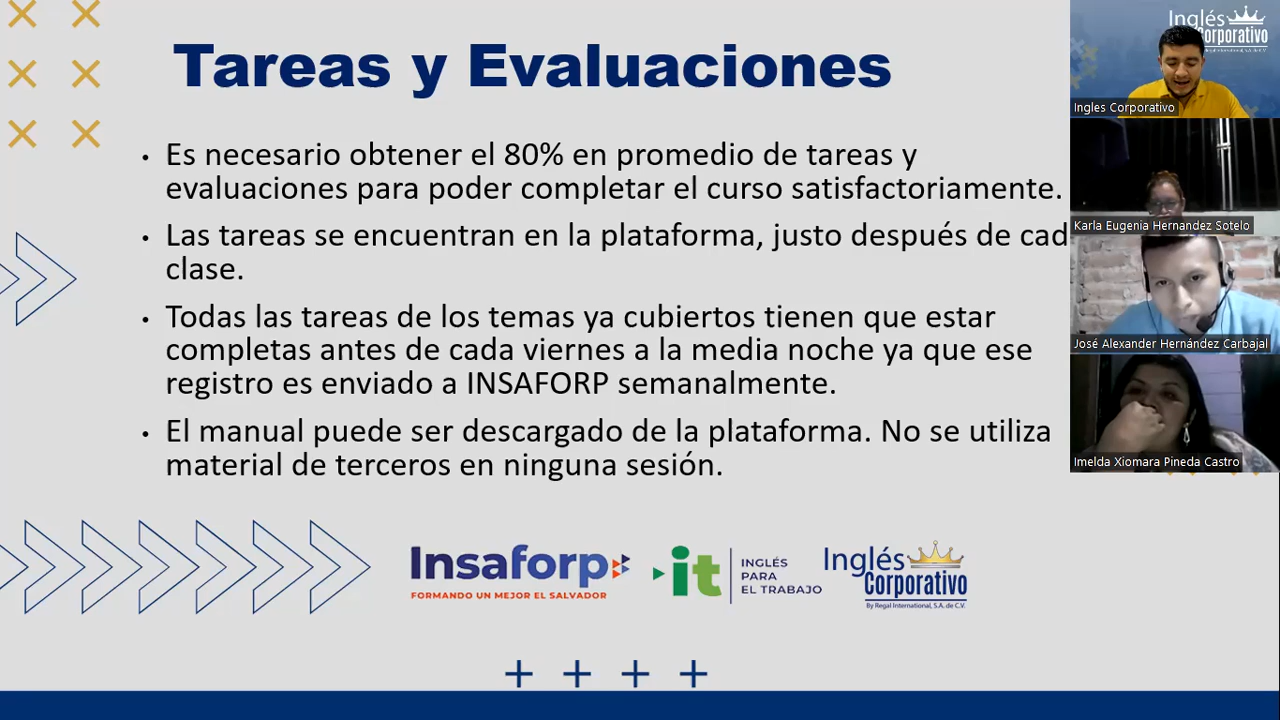 Tareas y Evaluaciones
• Es necesario obtener el 80% en promedio de tareas y
evaluaciones para poder completar el curso satisfactoriamente.
• Las tareas se encuentran en la plataforma, justo después de cad
clase.
• Todas las tareas de los temas ya cubiertos tienen que estar
completas antes de cada viernes a la media noche ya que ese
registro es enviado a INSAFORP semanalmente.
• El manual puede ser descargado de la plataforma. No se utiliza
material de terceros en ninguna sesión.
Insaforp
FORMANDO UN MEJOR EL SALVADOR
it
INGLÉS
PARA
EL TRABAJO
Inglés
Corporativo
By Regal International, S.A. de C.V.
Inglés
Corporativo
Ingles Corporativo
Karla Eugenia Hernandez Sotelo
José Alexander Hernández Carbajal
Imelda Xiomara Pineda Castro